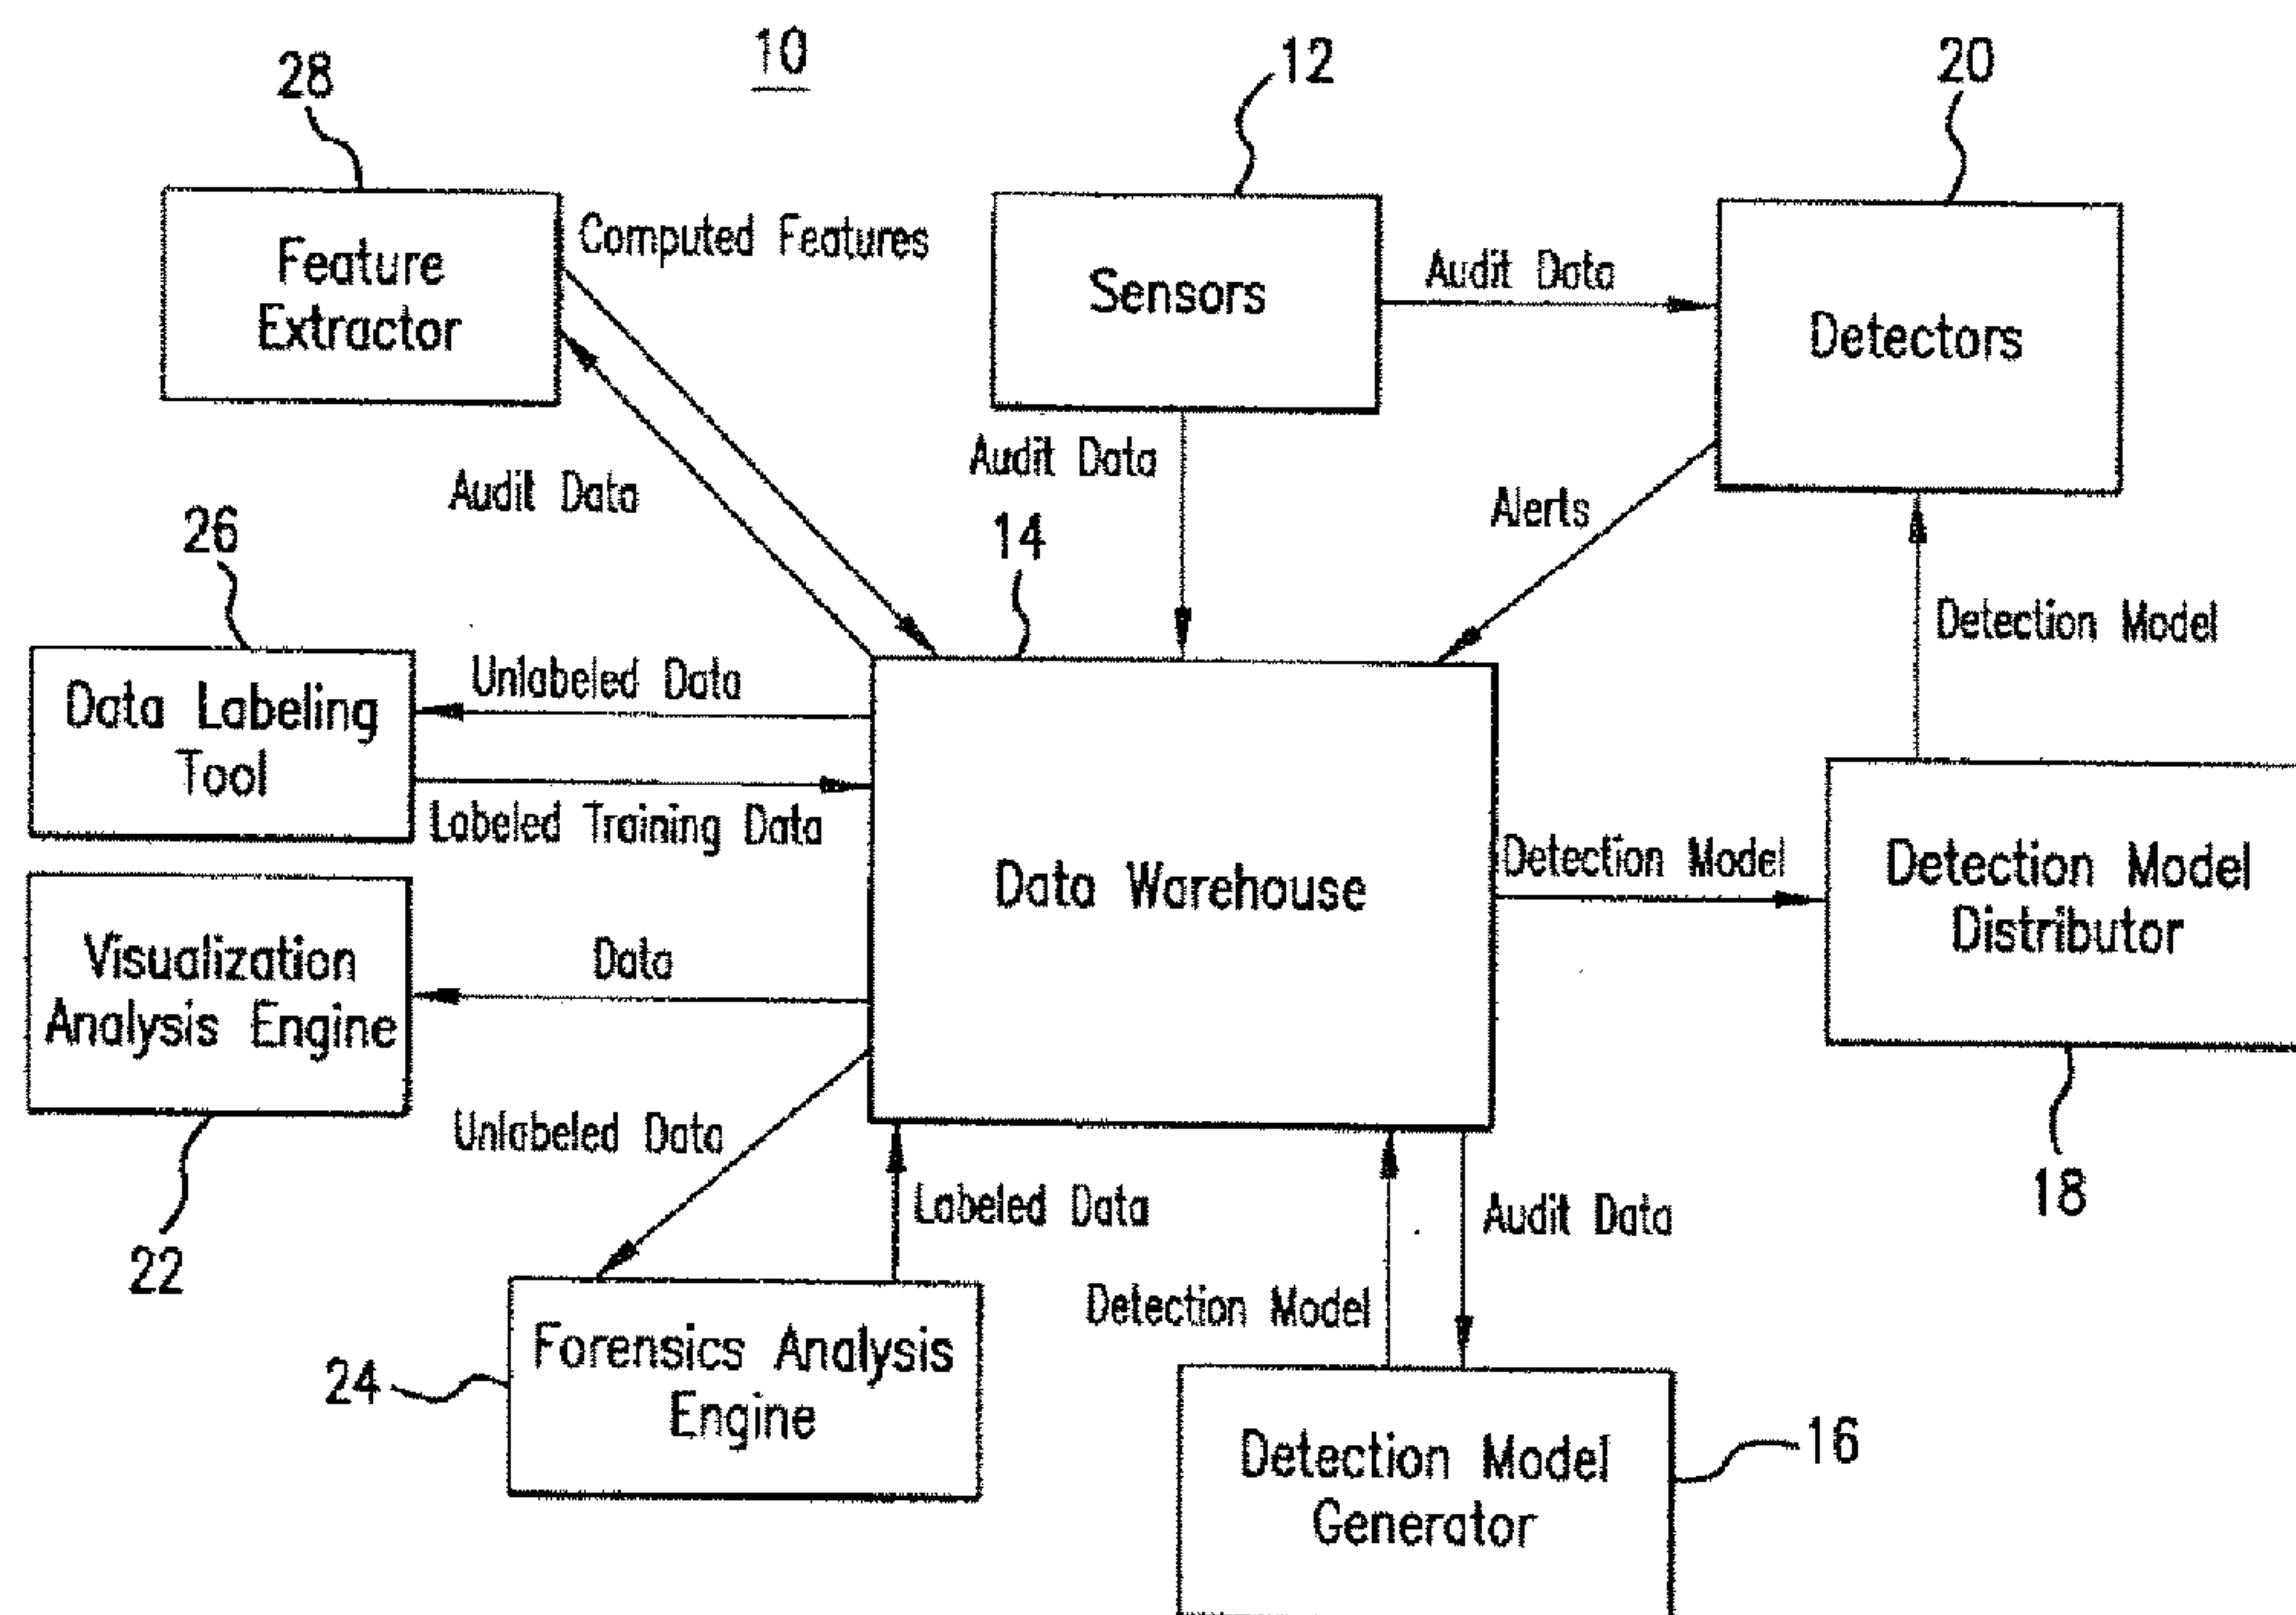 10
28
12
20
Feature
Extractor
Computed Features
Sensors
Audit Data
Detectors
Audit Data
Audit Data
Alerts
26
14
Detection Model
Data Labeling
Tool
Unlabeled Data
Labeled Training Data
Data Warehouse
Detection Model
Detection Model
Distributor
Visualization
Analysis Engine
Data
22
Unlabeled Data
Labeled Data
Audit Data
18
Detection Model
24
Forensics Analysis
Engine
Detection Model
Generator
16